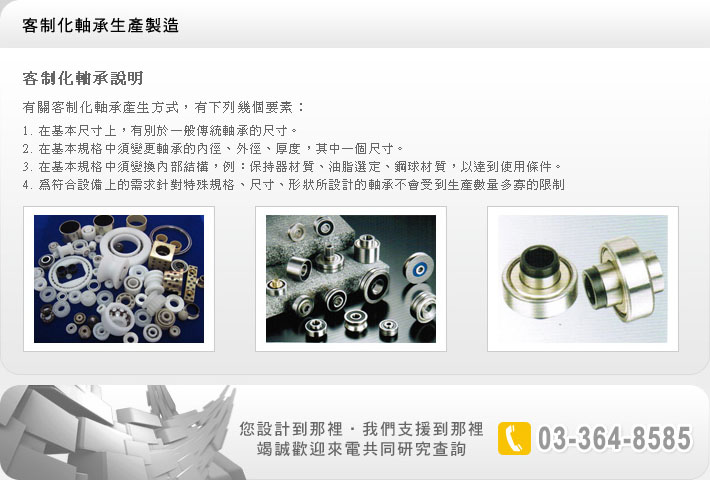 客制化軸承生產製造
客制化軸承說明
有關客制化軸承產生方式，有下列幾個要素：
1. 在基本尺寸上，有別於一般傳統軸承的尺寸。
2. 在基本規格中須變更軸承的內徑、外徑、厚度，其中一個尺寸。
3. 在基本規格中須變換內部結構，例：保持器材質、油脂選定、鋼球材質，以達到使用條件。
4. 為符合設備上的需求針對特殊規格、尺寸、形狀所設計的軸承不會受到生產數量多寡的限制
您設計到那裡．我們支援到那裡
竭誠歡迎來電共同研究查詢
03-364-8585